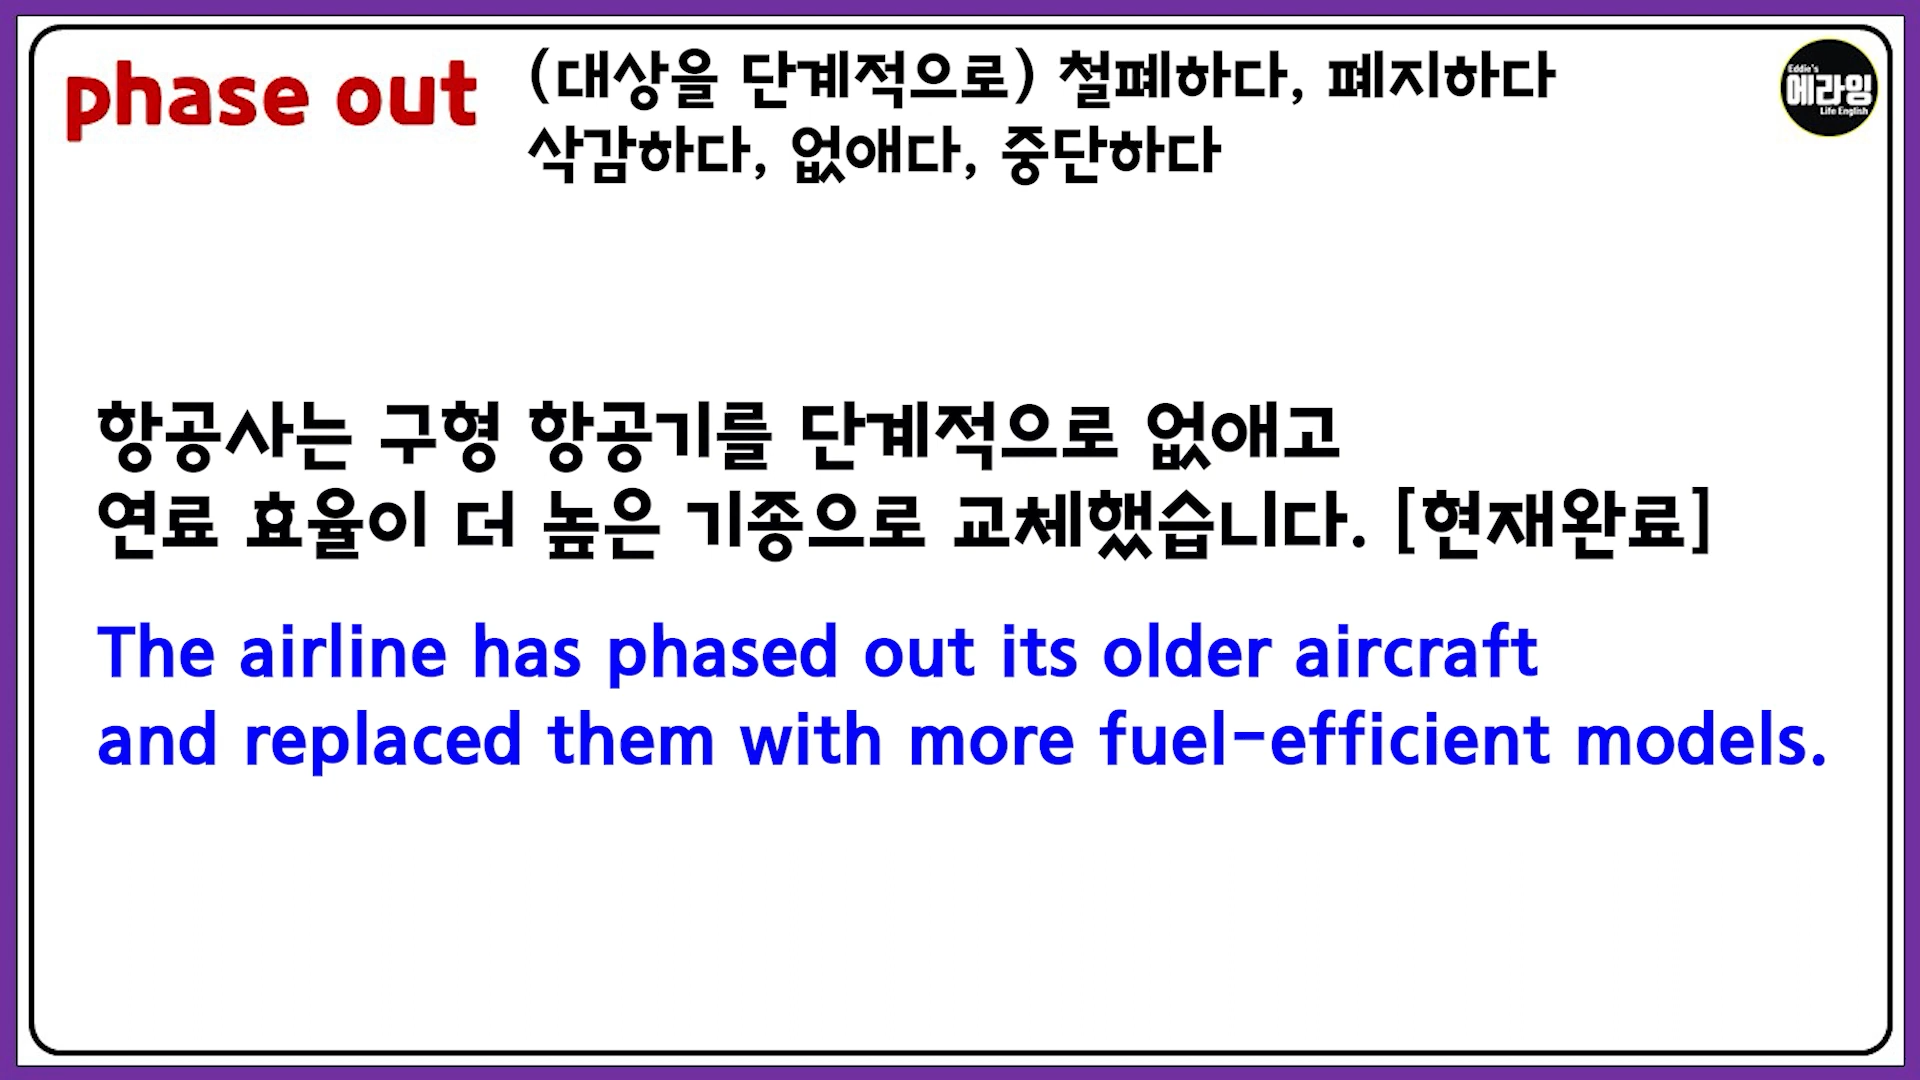 phase out
(대상을 단계적으로) 철폐하다, 폐지하다
삭감하다, 없애다, 중단하다
Eddie's
에라잉
Life English
항공사는 구형 항공기를 단계적으로 없애고
연료 효율이 더 높은 기종으로 교체했습니다. [현재완료]
The airline has phased out its older aircraft
and replaced them with more fuel-efficient models.